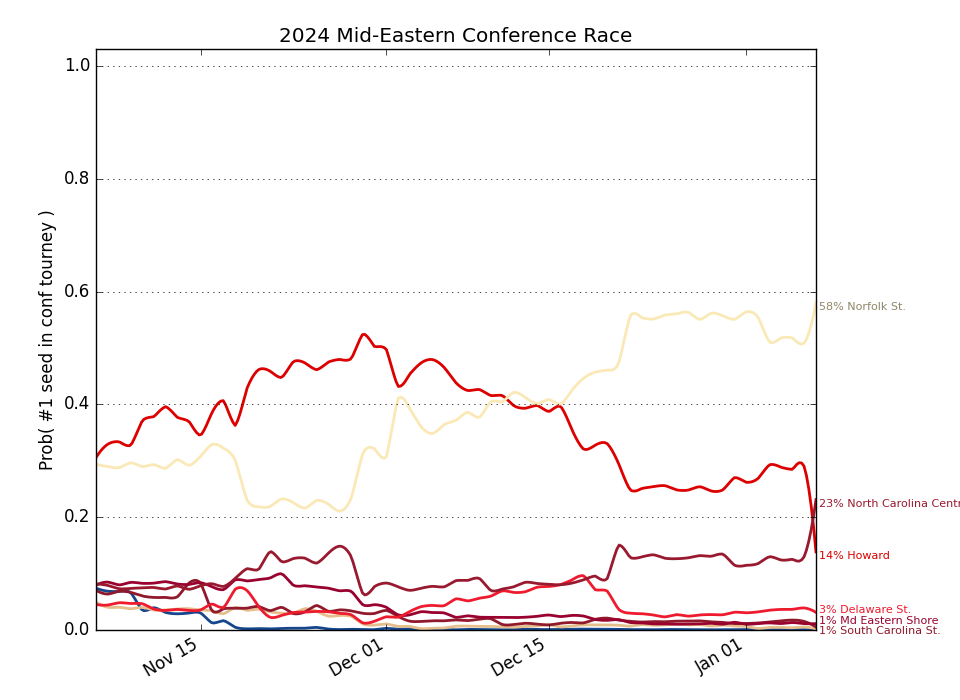 2024 Mid-Eastern Conference Race
Prob( #1 seed in conf tourney )
1.0
0.8
0.6
0.4
0.2
0.0
Nov 15
Dec 01
Dec 15
Jan 01
58% Norfolk St.
23% North Carolina Centr
14% Howard
3% Delaware St.
1% Md Eastern Shore
1% South Carolina St.